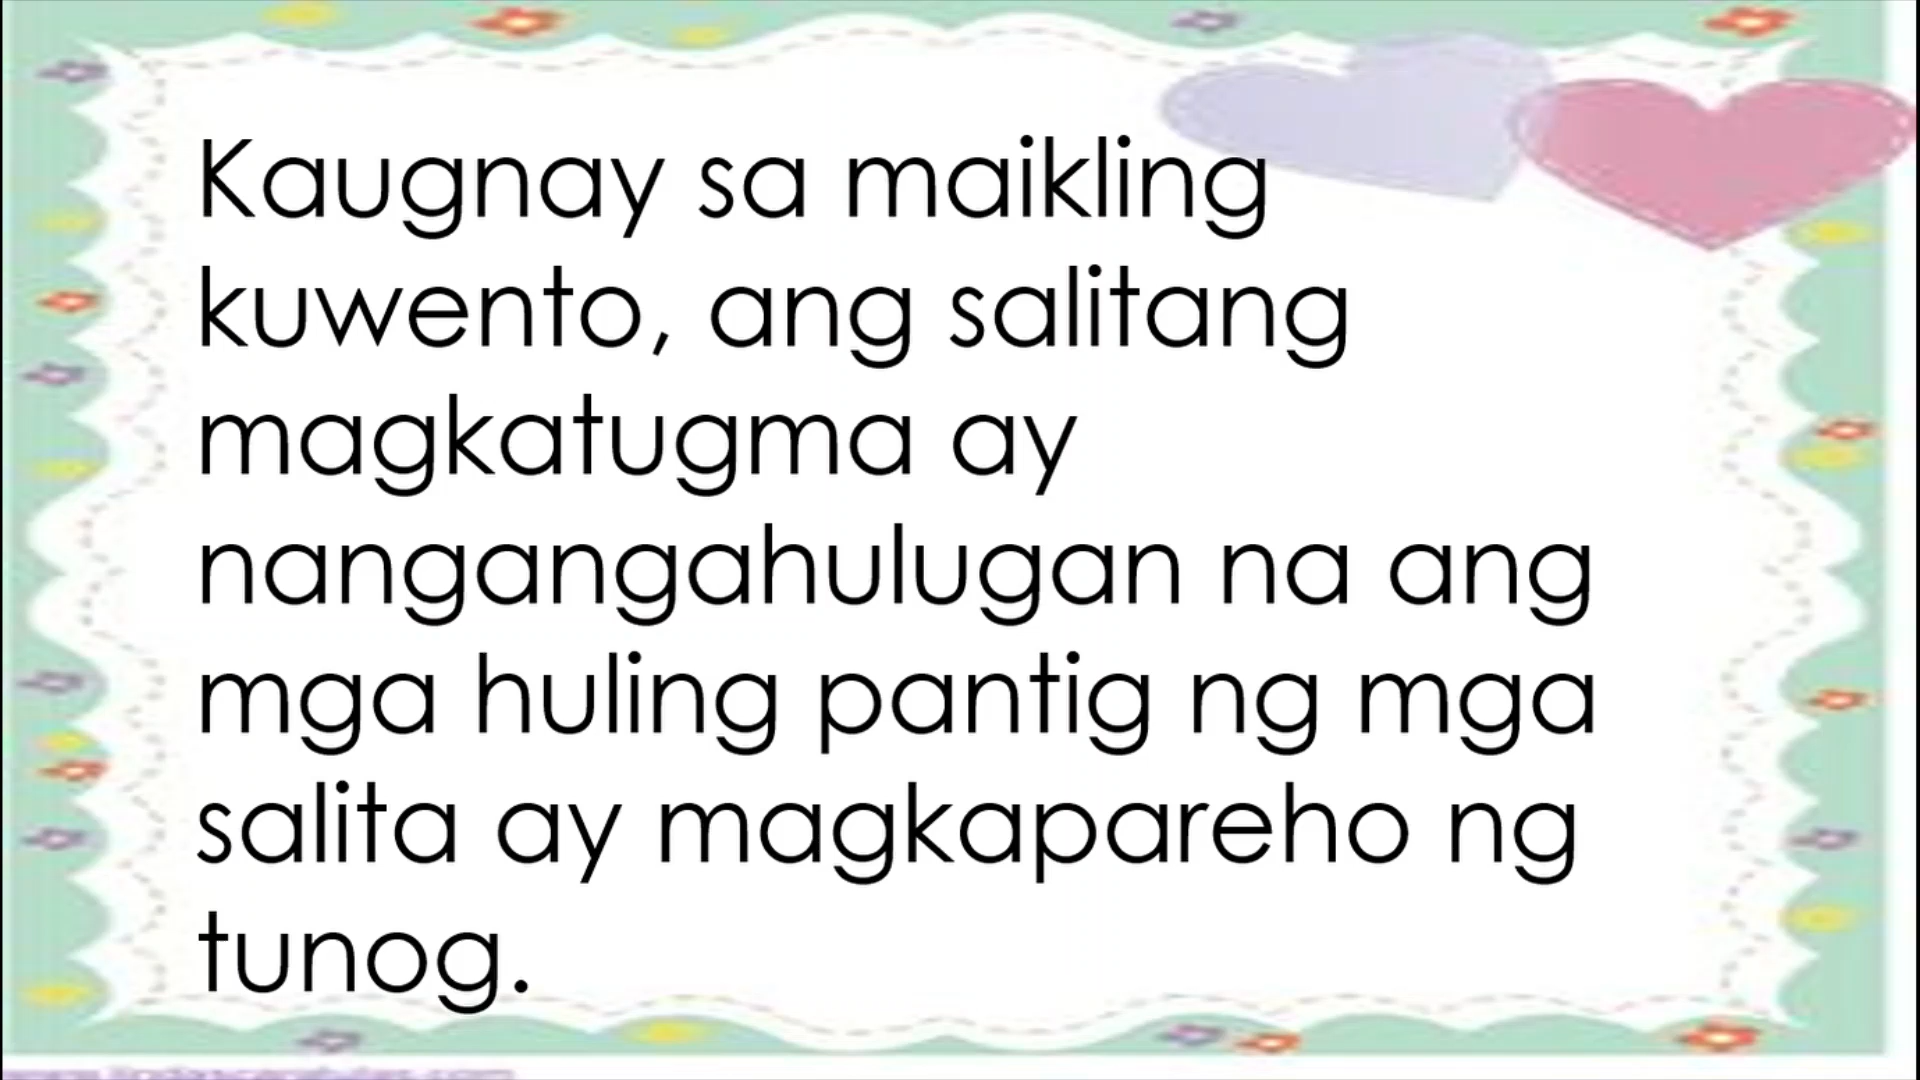 Kaugnay sa maikling
kuwento, ang salitang
magkatugma ay
nangangahulugan na ang
mga huling pantig ng mga
salita ay magkapareho ng
tunog.